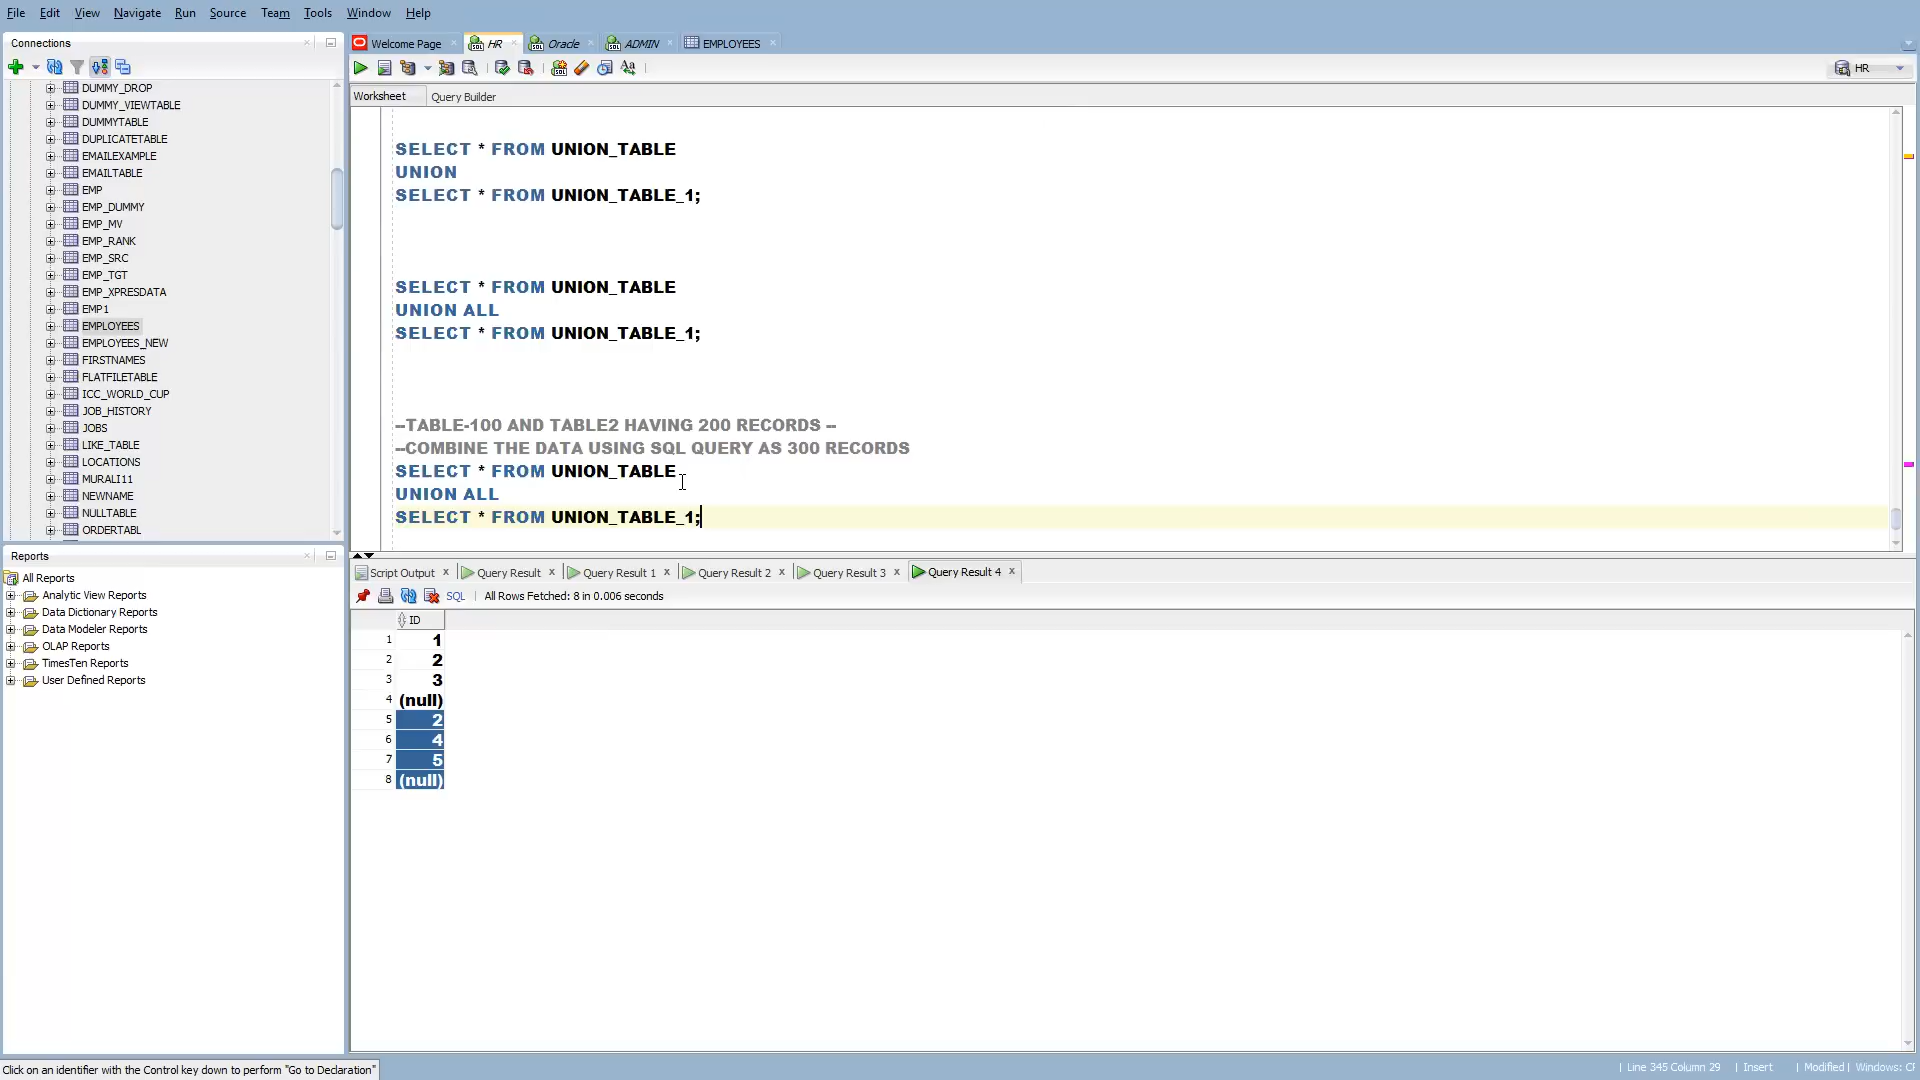 File Edit View Navigate Run Source Team Tools Window Help
Connections
Welcome Page HR Oracle ADMIN EMPLOYEES
HR
Worksheet Query Builder
DUMMY_DROP
DUMMY_VIEWTABLE
DUMMYTABLE
DUPLICATETABLE
EMAILEXAMPLE
EMAILTABLE
EMP
EMP_DUMMY
EMP_MV
EMP_RANK
EMP_SRC
EMP_TGT
EMP_XPRESDATA
EMP1
EMPLOYEES
EMPLOYEES_NEW
FIRSTNAMES
FLATFILETABLE
ICC_WORLD_CUP
JOB_HISTORY
JOBS
LIKE_TABLE
LOCATIONS
MURALI11
NEWNAME
NULLTABLE
ORDERTABL
SELECT * FROM UNION_TABLE
UNION
SELECT * FROM UNION_TABLE_1;
SELECT * FROM UNION_TABLE
UNION ALL
SELECT * FROM UNION_TABLE_1;
--TABLE-100 AND TABLE2 HAVING 200 RECORDS --
--COMBINE THE DATA USING SQL QUERY AS 300 RECORDS
SELECT * FROM UNION_TABLE
UNION ALL
SELECT * FROM UNION_TABLE_1;
Reports
All Reports
Analytic View Reports
Data Dictionary Reports
Data Modeler Reports
OLAP Reports
TimesTen Reports
User Defined Reports
Script Output Query Result Query Result 1 Query Result 2 Query Result 3 Query Result 4
SQL All Rows Fetched: 8 in 0.006 seconds
ID
1 1
2 2
3 3
4 (null)
5 2
6 4
7 5
8 (null)
Click on an identifier with the Control key down to perform "Go to Declaration"
Line 345 Column 29 Insert Modified Windows: